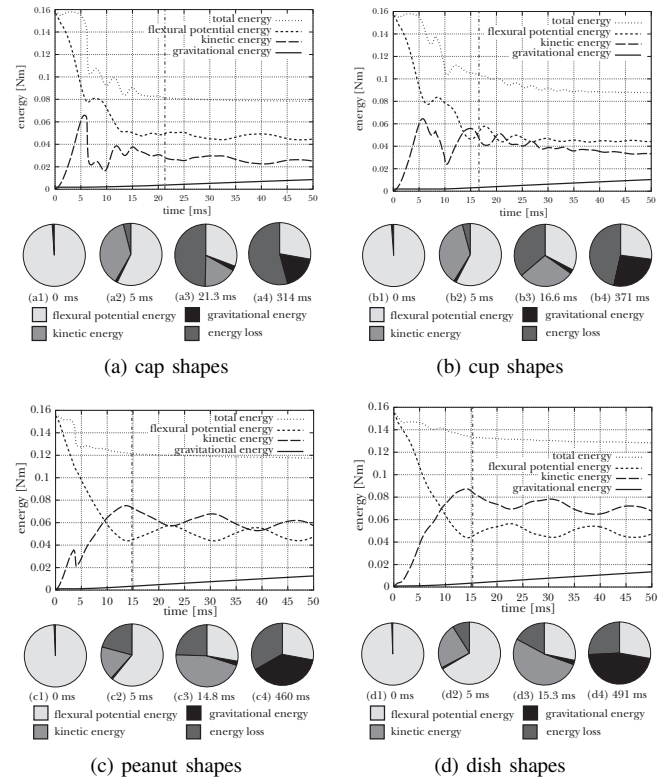 0.16
0.14
0.12
0.1
0.08
0.06
0.04
0.02
0
energy [Nm]
total energy
flexural potential energy
kinetic energy
gravitational energy
0 5 10 15 20 25 30 35 40 45 50
time [ms]
(a1) 0 ms (a2) 5 ms (a3) 21.3 ms (a4) 314 ms
flexural potential energy gravitational energy
kinetic energy energy loss
(a) cap shapes
0.16
0.14
0.12
0.1
0.08
0.06
0.04
0.02
0
energy [Nm]
total energy
flexural potential energy
kinetic energy
gravitational energy
0 5 10 15 20 25 30 35 40 45 50
time [ms]
(b1) 0 ms (b2) 5 ms (b3) 16.6 ms (b4) 371 ms
flexural potential energy gravitational energy
kinetic energy energy loss
(b) cup shapes
0.16
0.14
0.12
0.1
0.08
0.06
0.04
0.02
0
energy [Nm]
total energy
flexural potential energy
kinetic energy
gravitational energy
0 5 10 15 20 25 30 35 40 45 50
time [ms]
(c1) 0 ms (c2) 5 ms (c3) 14.8 ms (c4) 460 ms
flexural potential energy gravitational energy
kinetic energy energy loss
(c) peanut shapes
0.16
0.14
0.12
0.1
0.08
0.06
0.04
0.02
0
energy [Nm]
total energy
flexural potential energy
kinetic energy
gravitational energy
0 5 10 15 20 25 30 35 40 45 50
time [ms]
(d1) 0 ms (d2) 5 ms (d3) 15.3 ms (d4) 491 ms
flexural potential energy gravitational energy
kinetic energy energy loss
(d) dish shapes